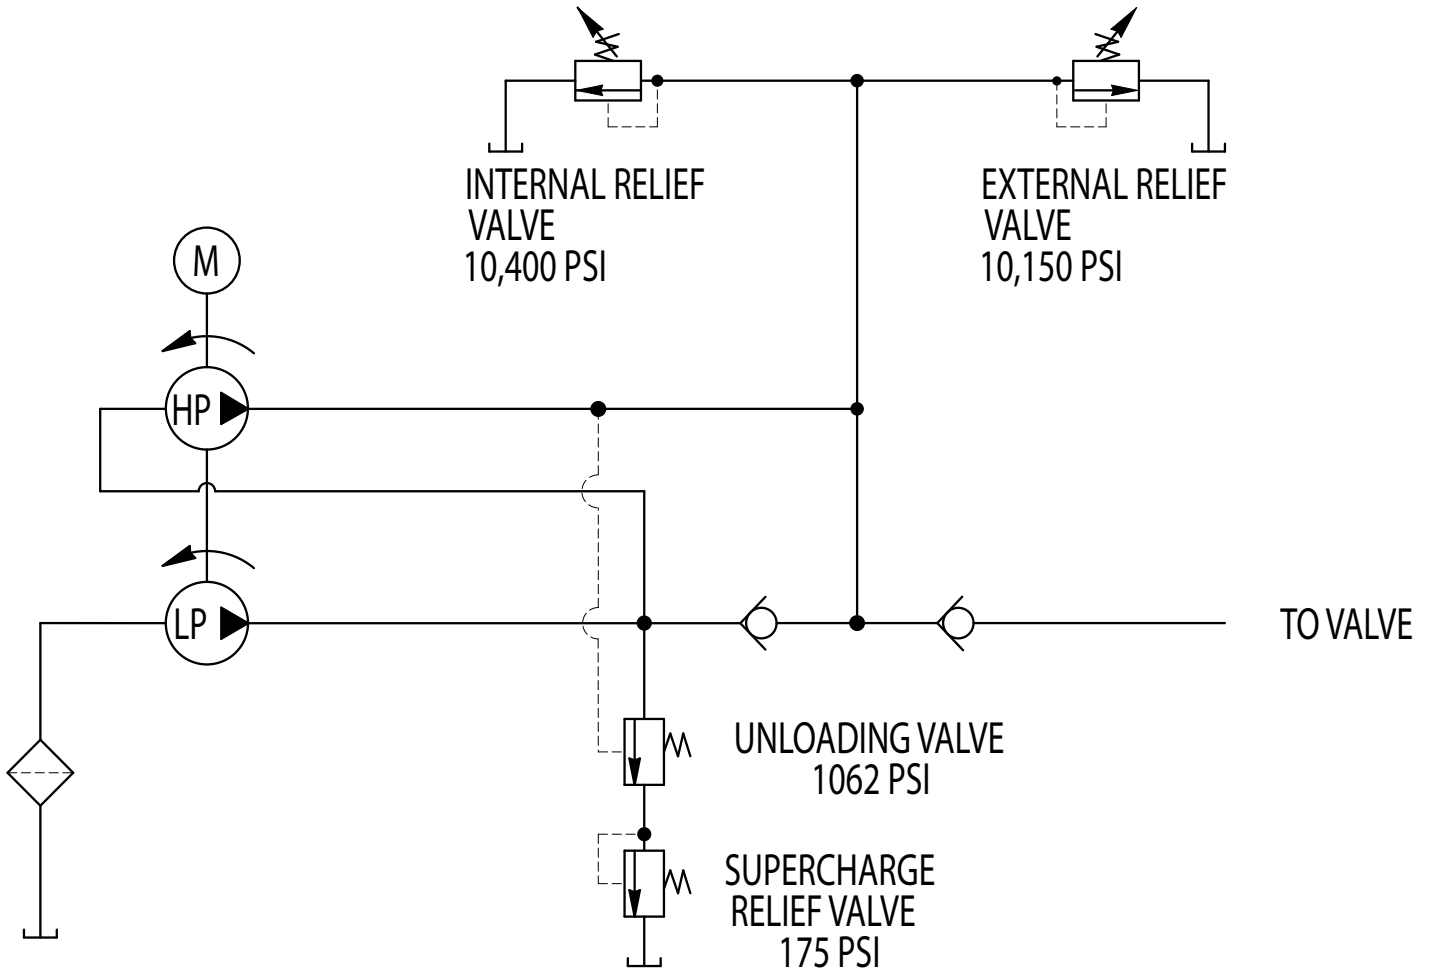 INTERNAL RELIEF
VALVE
10,400 PSI
EXTERNAL RELIEF
VALVE
10,150 PSI
M
HP
LP
TO VALVE
UNLOADING VALVE
1062 PSI
SUPERCHARGE
RELIEF VALVE
175 PSI